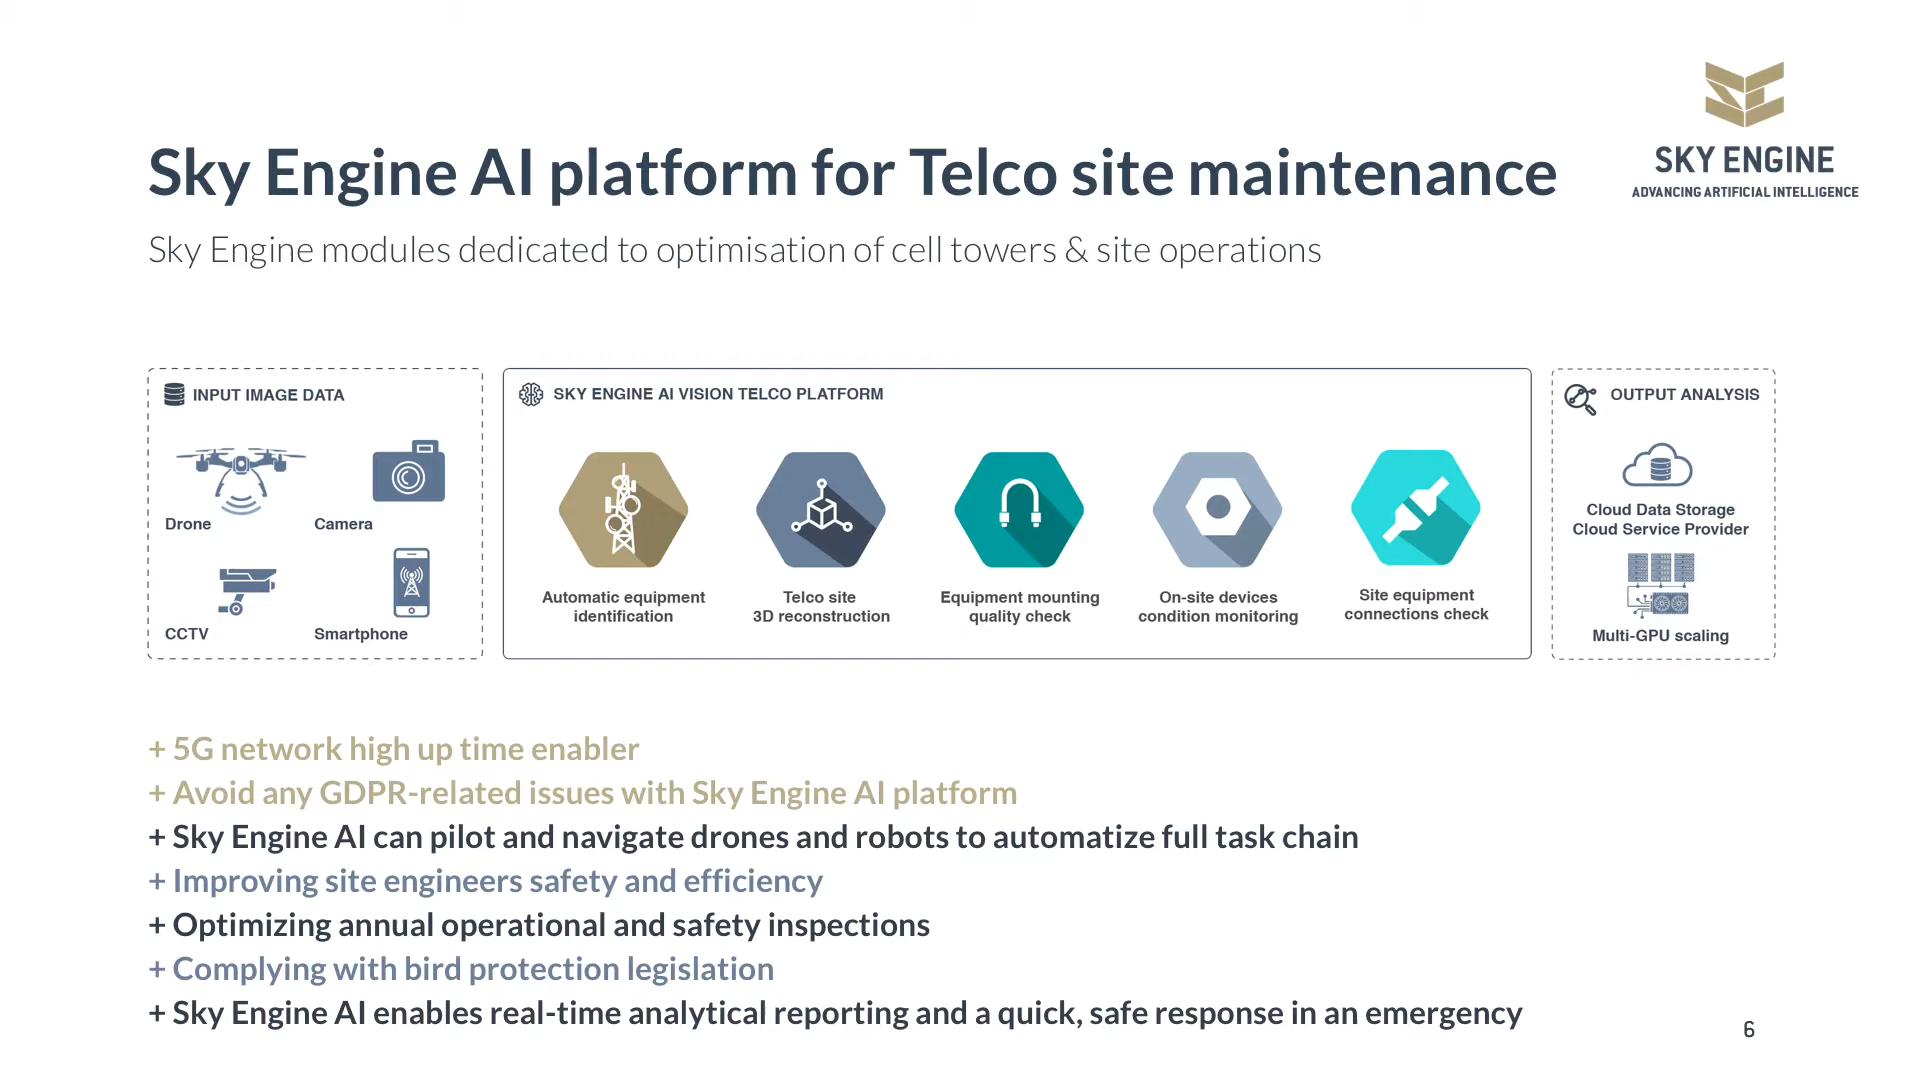 SKY ENGINE
ADVANCING ARTIFICIAL INTELLIGENCE
Sky Engine AI platform for Telco site maintenance
Sky Engine modules dedicated to optimisation of cell towers & site operations
INPUT IMAGE DATA
Drone
Camera
CCTV
Smartphone
SKY ENGINE AI VISION TELCO PLATFORM
Automatic equipment
identification
Telco site
3D reconstruction
Equipment mounting
quality check
On-site devices
condition monitoring
Site equipment
connections check
OUTPUT ANALYSIS
Cloud Data Storage
Cloud Service Provider
Multi-GPU scaling
+ 5G network high up time enabler
+ Avoid any GDPR-related issues with Sky Engine AI platform
+ Sky Engine AI can pilot and navigate drones and robots to automatize full task chain
+ Improving site engineers safety and efficiency
+ Optimizing annual operational and safety inspections
+ Complying with bird protection legislation
+ Sky Engine AI enables real-time analytical reporting and a quick, safe response in an emergency
6